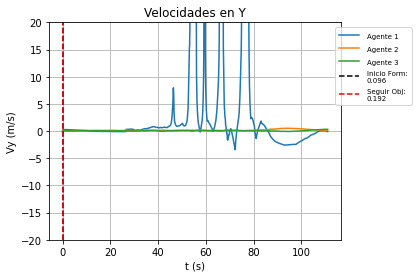 Velocidades en Y
20
15
10
5
0
−5
−10
−15
−20
Vy (m/s)
0
20
40
60
80
100
t (s)
Agente 1
Agente 2
Agente 3
Inicio Form:
0.096
Seguir Obj:
0.192